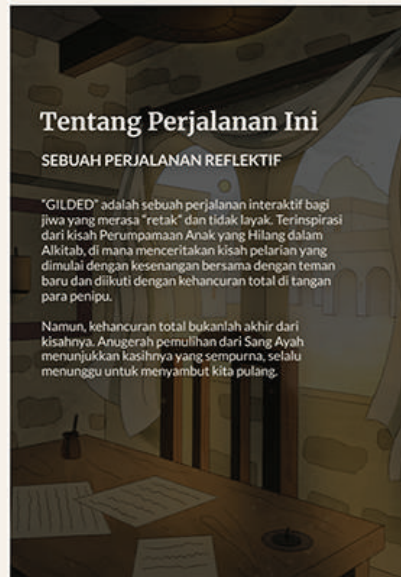 Tentang Perjalanan Ini
SEBUAH PERJALANAN REFLEKTIF
"GILDED" adalah sebuah perjalanan interaktif bagi
jiwa yang merasa "retak" dan tidak layak. Terinspirasi
dari kisah Perumpamaan Anak yang Hilang dalam
Alkitab, di mana menceritakan kisah pelarian yang
dimulai dengan kesenangan bersama dengan teman
baru dan diikuti dengan kehancuran total di tangan
para penipu.
Namun, kehancuran total bukanlah akhir dari
kisahnya. Anugerah pemulihan dari Sang Ayah
menunjukkan kasihnya yang sempurna, selalu
menunggu untuk menyambut kita pulang.